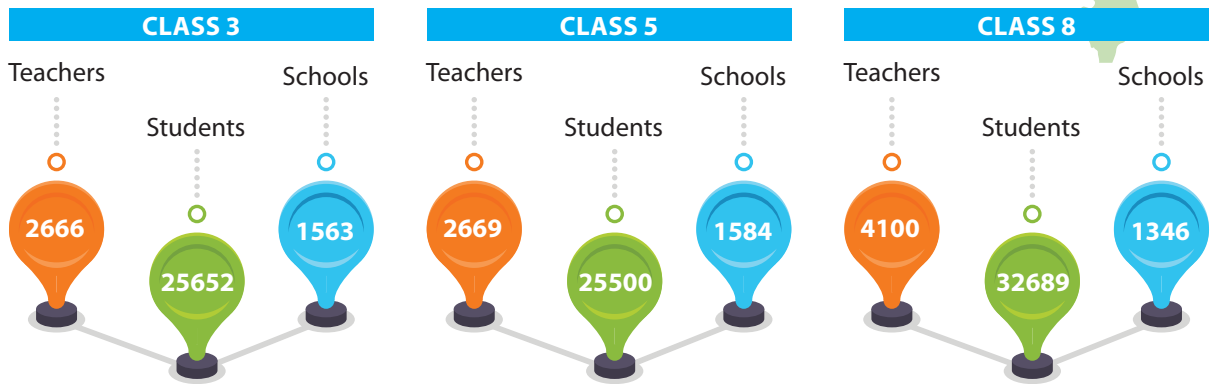 CLASS 3
Teachers
Schools
Students
2666
1563
25652
CLASS 5
Teachers
Schools
Students
2669
1584
25500
CLASS 8
Teachers
Schools
Students
4100
1346
32689